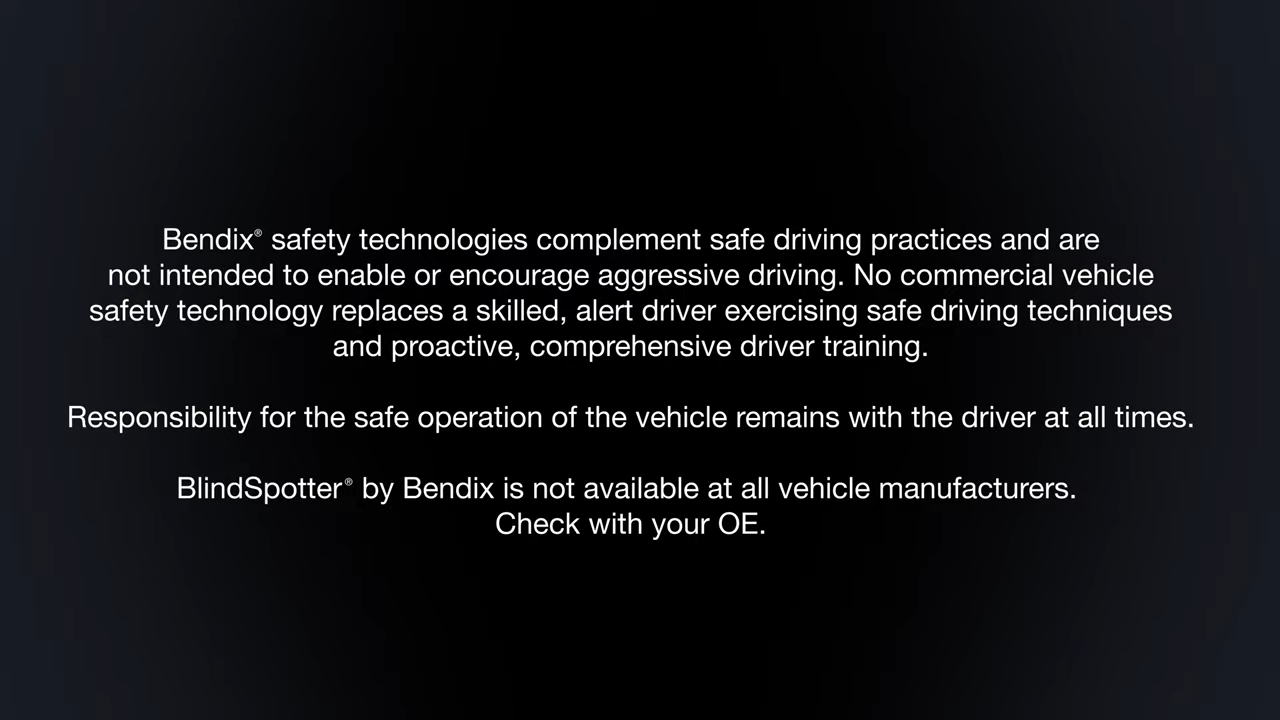 Bendix® safety technologies complement safe driving practices and are
not intended to enable or encourage aggressive driving. No commercial vehicle
safety technology replaces a skilled, alert driver exercising safe driving techniques
and proactive, comprehensive driver training.
Responsibility for the safe operation of the vehicle remains with the driver at all times.
BlindSpotter® by Bendix is not available at all vehicle manufacturers.
Check with your OE.